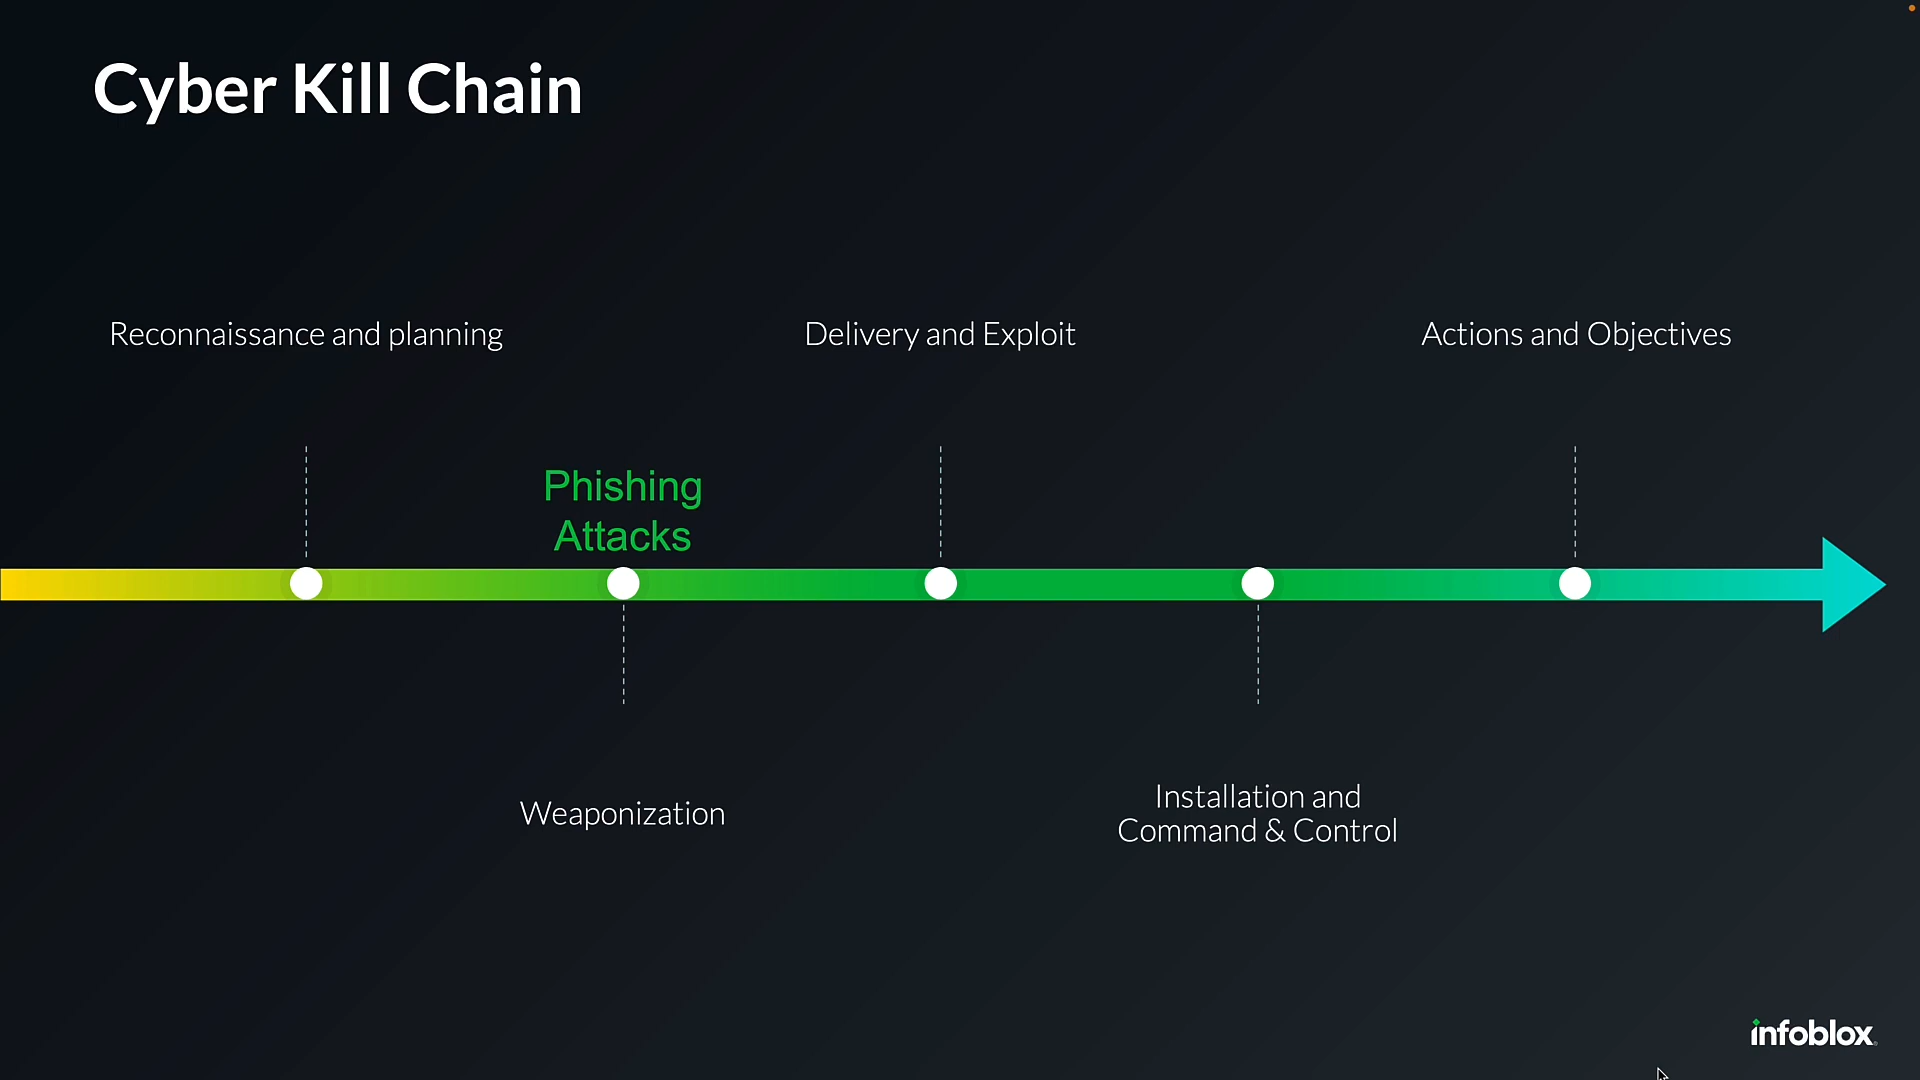 Cyber Kill Chain
Reconnaissance and planning
Delivery and Exploit
Actions and Objectives
Phishing
Attacks
Weaponization
Installation and
Command & Control
infoblox